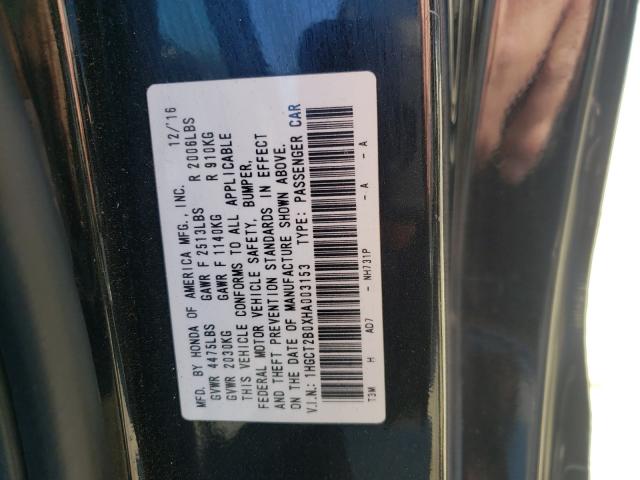 MFD. BY HONDA OF AMERICA MFG., INC. 12/'16
GVWR 4475LBS GAWR F 2513LBS R 2006LBS
GVWR 2030KG GAWR F 1140KG R 910KG
THIS VEHICLE CONFORMS TO ALL APPLICABLE
FEDERAL MOTOR VEHICLE SAFETY, BUMPER,
AND THEFT PREVENTION STANDARDS IN EFFECT
ON THE DATE OF MANUFACTURE SHOWN ABOVE.
V.I.N.: 1HGCT2B0XHA003153 TYPE: PASSENGER CAR
T3M H AD7 - NH731P - A - A